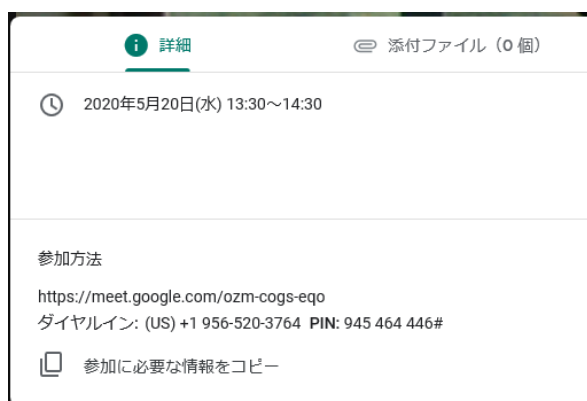 詳細
添付ファイル（0 個）
2020年5月20日(水) 13:30～14:30
参加方法
https://meet.google.com/ozm-cogs-eqo
ダイヤルイン: (US) +1 956-520-3764 PIN: 945 464 446#
参加に必要な情報をコピー